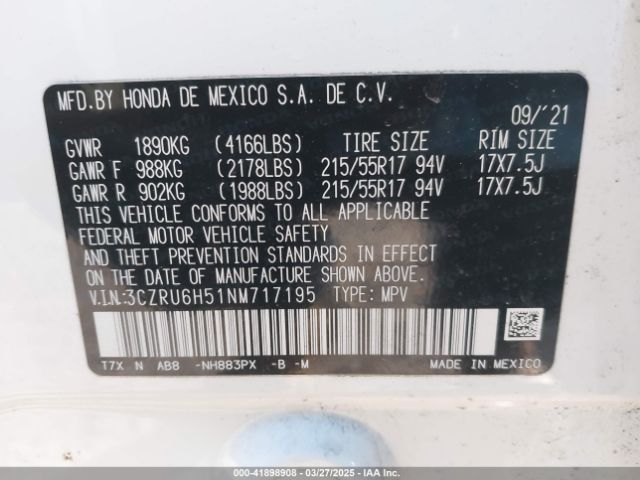 MFD.BY HONDA DE MEXICO S.A. DE C.V.
09/'21
GVWR 1890KG (4166LBS) TIRE SIZE RIM SIZE
GAWR F 988KG (2178LBS) 215/55R17 94V 17X7.5J
GAWR R 902KG (1988LBS) 215/55R17 94V 17X7.5J
THIS VEHICLE CONFORMS TO ALL APPLICABLE
FEDERAL MOTOR VEHICLE SAFETY
AND THEFT PREVENTION STANDARDS IN EFFECT
ON THE DATE OF MANUFACTURE SHOWN ABOVE.
V.I.N:3CZRU6H51NM717195 TYPE: MPV
T7X N AB8 -NH883PX -B -M
MADE IN MEXICO
000-41898908 | 03/27/2025 | IAA Inc.